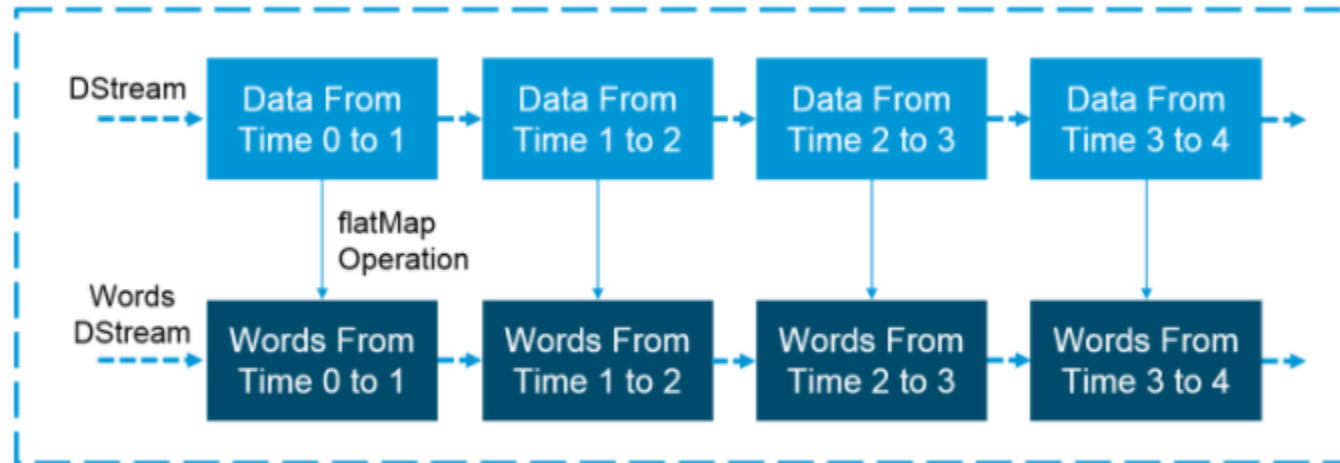 DStream
Data From
Time 0 to 1
Data From
Time 1 to 2
Data From
Time 2 to 3
Data From
Time 3 to 4
flatMap
Operation
Words
DStream
Words From
Time 0 to 1
Words From
Time 1 to 2
Words From
Time 2 to 3
Words From
Time 3 to 4